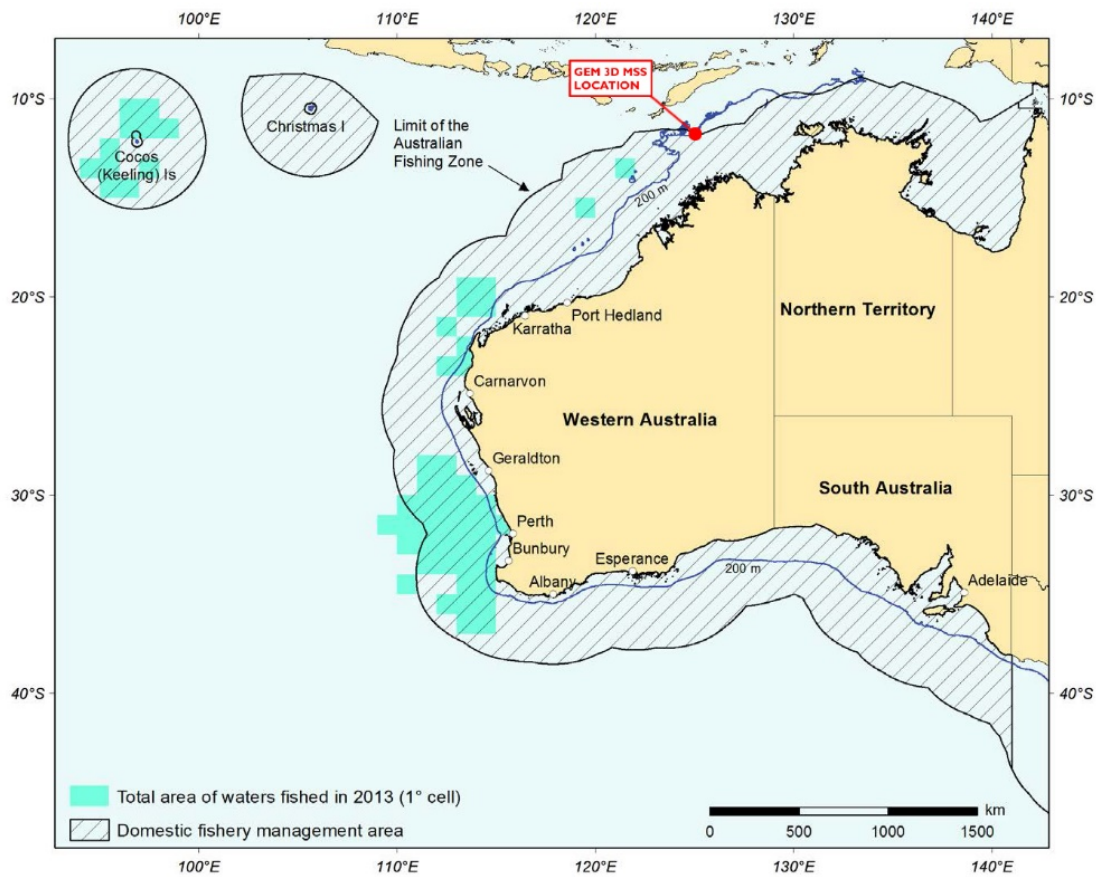 100°E
110°E
120°E
130°E
140°E
GEM 3D MSS
LOCATION
10°S
10°S
Christmas I
Limit of the
Australian
Fishing Zone
Cocos
(Keeling) Is
200 m
20°S
20°S
Port Hedland
Northern Territory
Karratha
Carnarvon
Western Australia
Geraldton
South Australia
30°S
30°S
Perth
Bunbury
Esperance
200 m
Albany
Adelaide
40°S
40°S
Total area of waters fished in 2013 (1° cell)
km
0 500 1000 1500
Domestic fishery management area
100°E
110°E
120°E
130°E
140°E